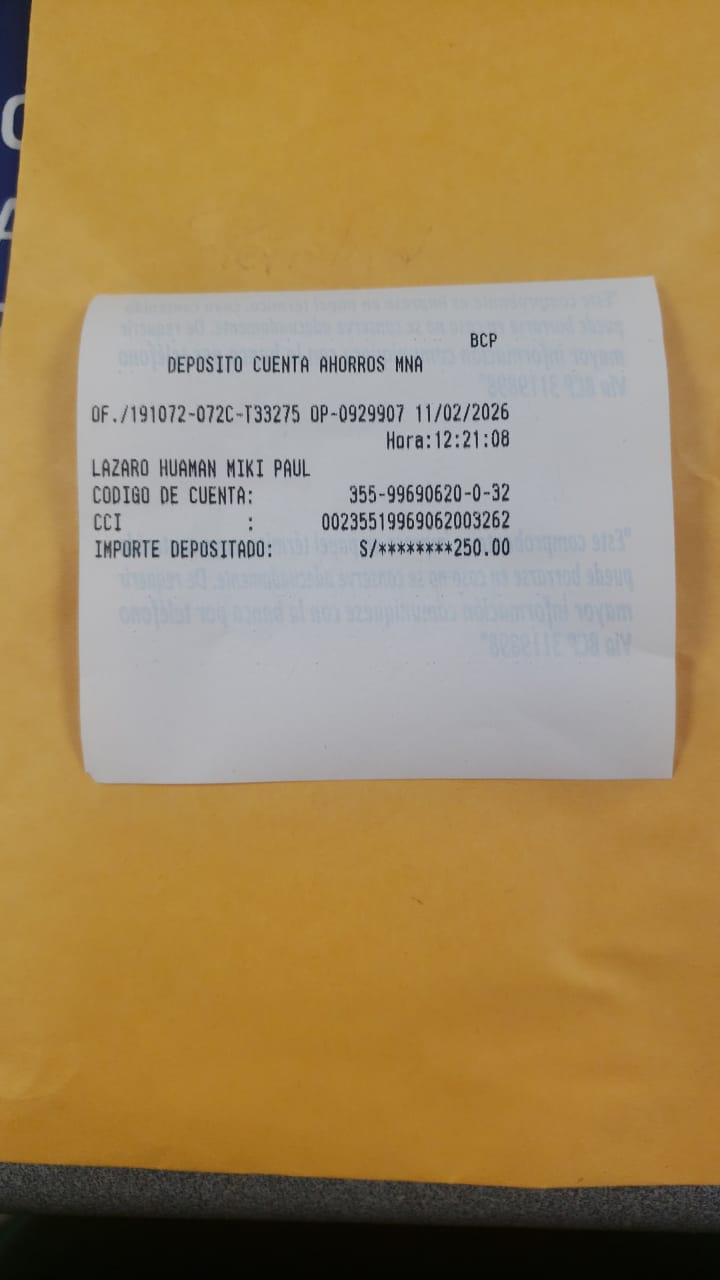 BCP
DEPOSITO CUENTA AHORROS MNA
OF./191072-072C-T33275 OP-0929907 11/02/2026
Hora:12:21:08
LAZARO HUAMAN MIKI PAUL
CODIGO DE CUENTA: 355-99690620-0-32
CCI : 00235519969062003262
IMPORTE DEPOSITADO: S/********250.00